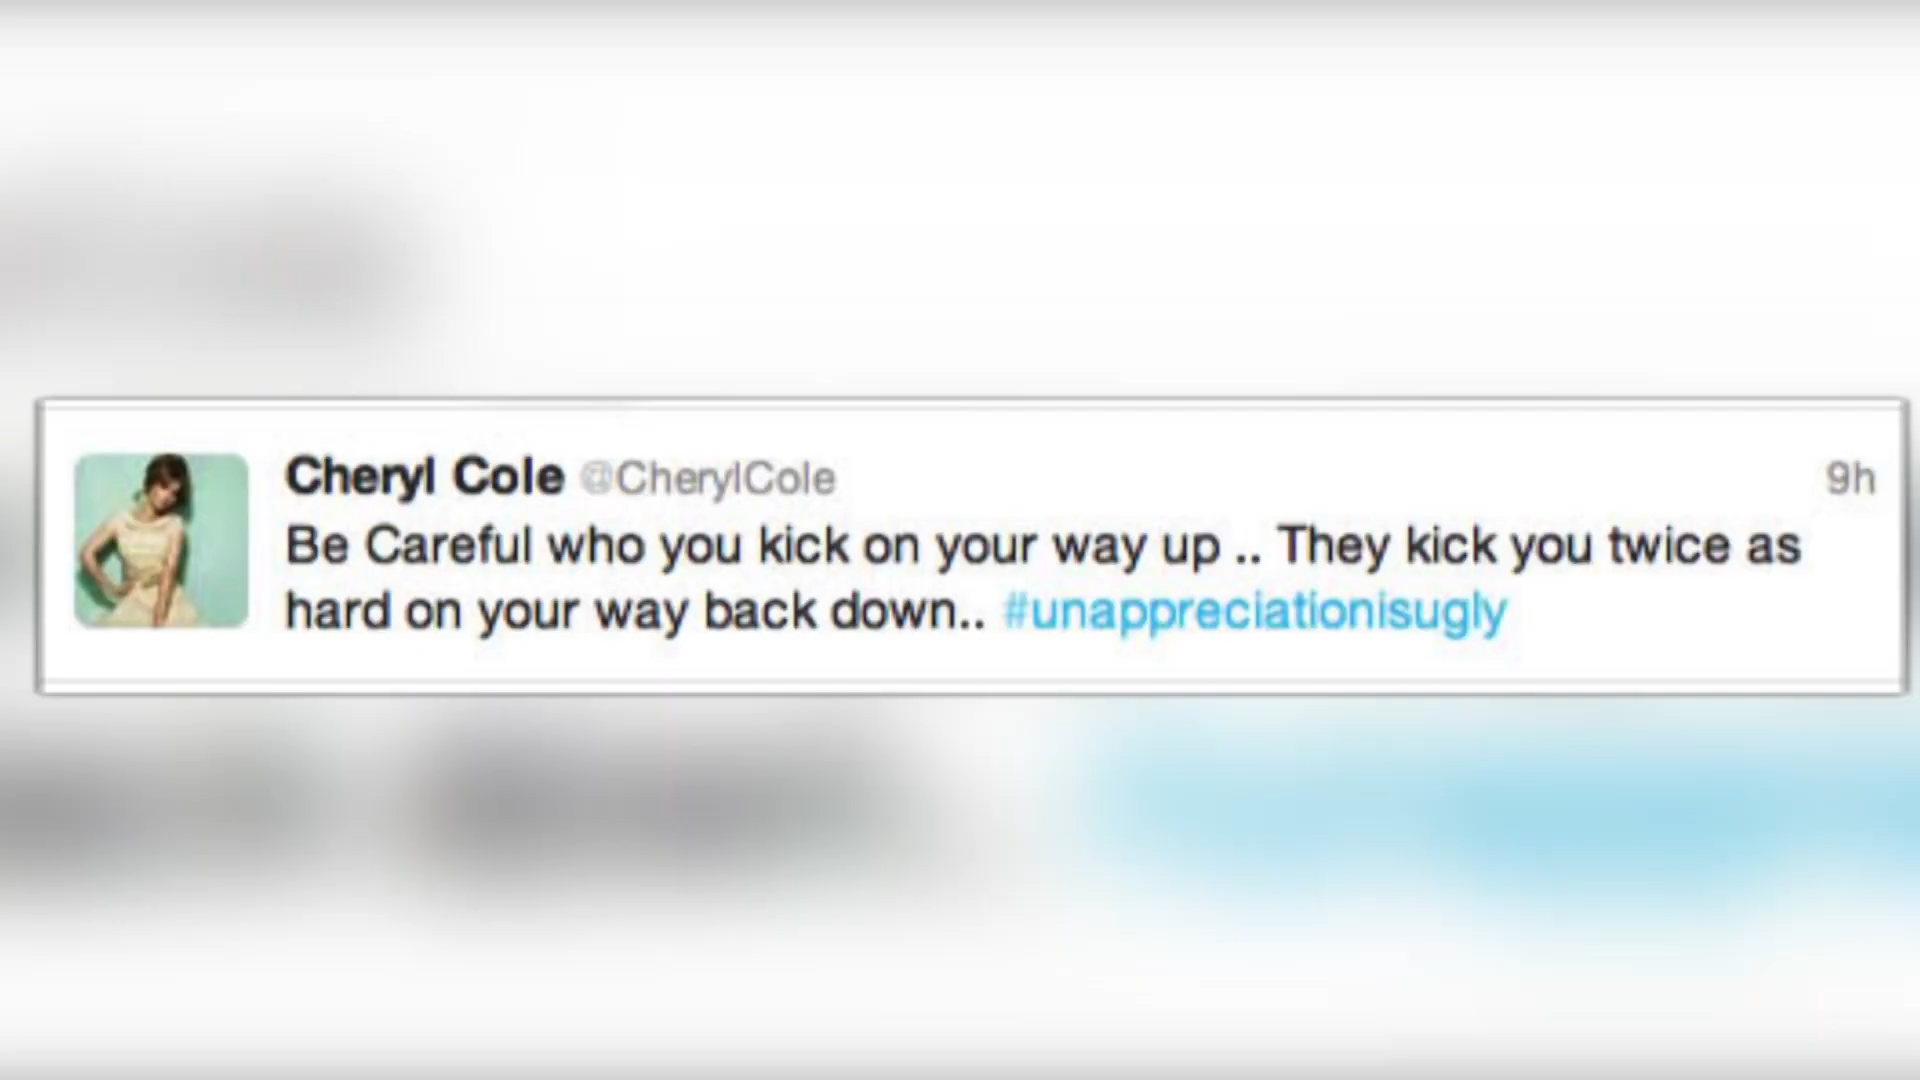 Cheryl Cole @CherylCole 9h
Be Careful who you kick on your way up .. They kick you twice as
hard on your way back down.. #unappreciationisugly